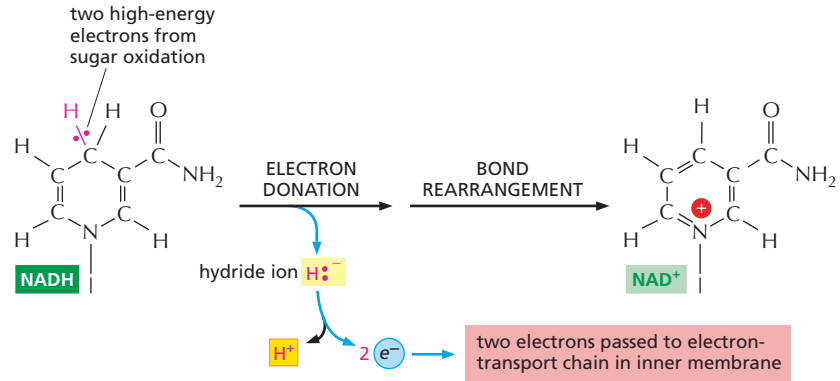 two high-energy
electrons from
sugar oxidation
H H O
H C C NH2
C C
C C
H N H
NADH
ELECTRON
DONATION
BOND
REARRANGEMENT
hydride ion H:−
H+ 2 e−
two electrons passed to electron-
transport chain in inner membrane
H O
H C C NH2
C C
C + C
H N H
NAD+